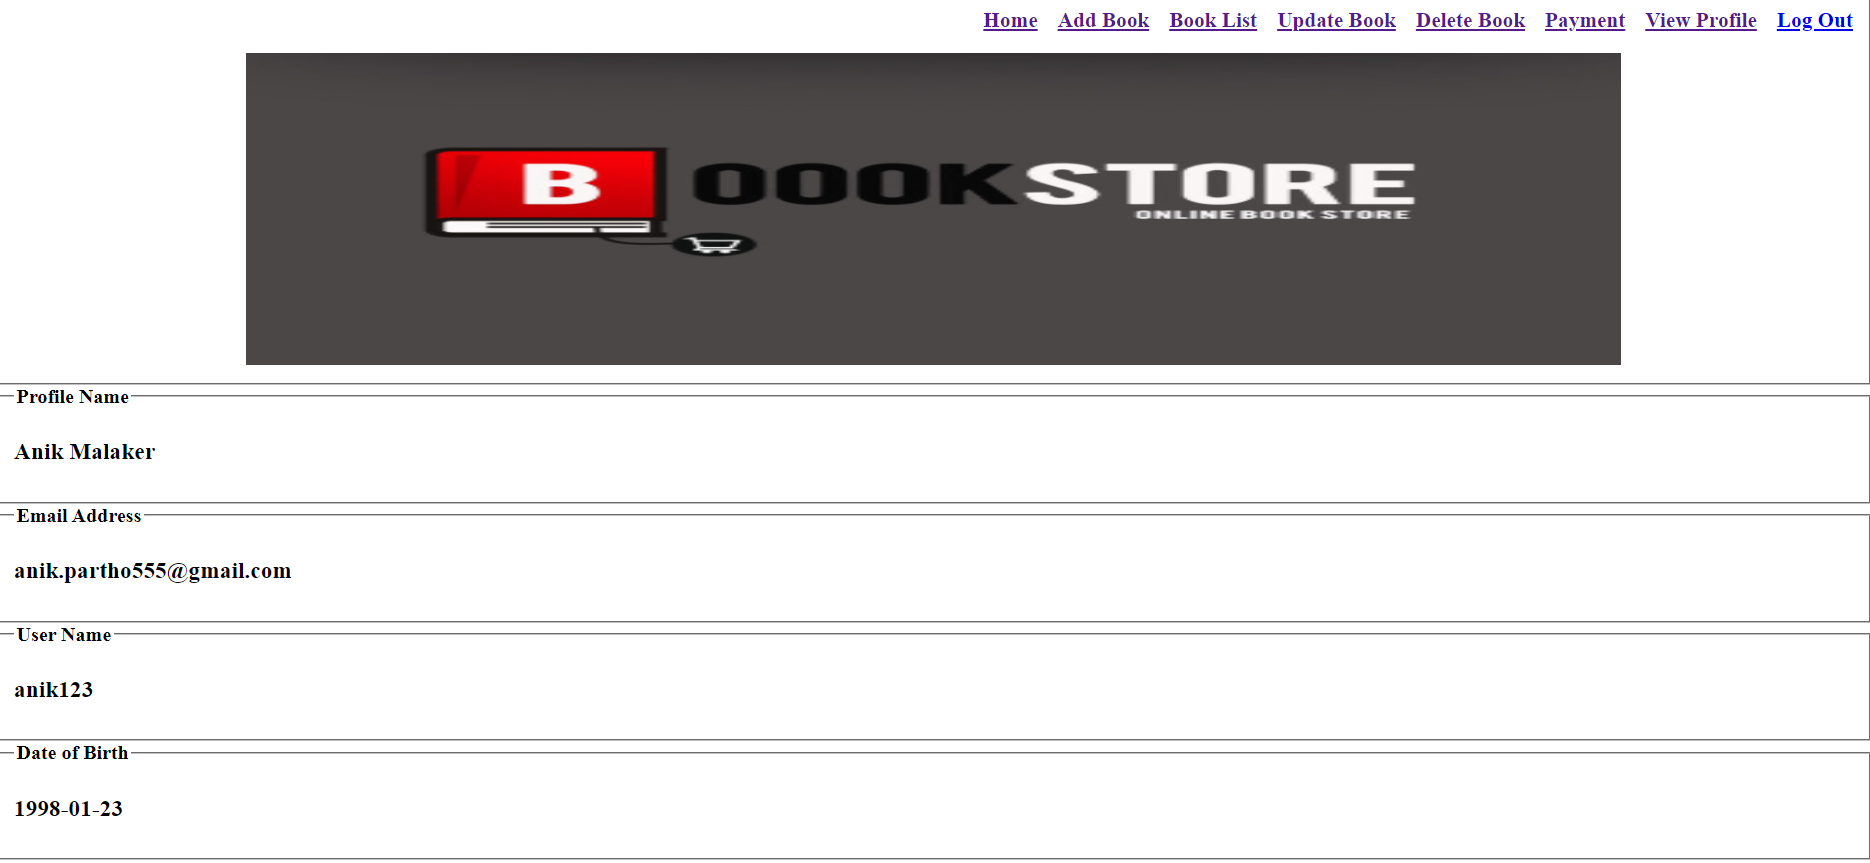 Home Add Book Book List Update Book Delete Book Payment View Profile Log Out
B OOOKSTORE
ONLINE BOOK STORE
Profile Name
Anik Malaker
Email Address
anik.partho555@gmail.com
User Name
anik123
Date of Birth
1998-01-23